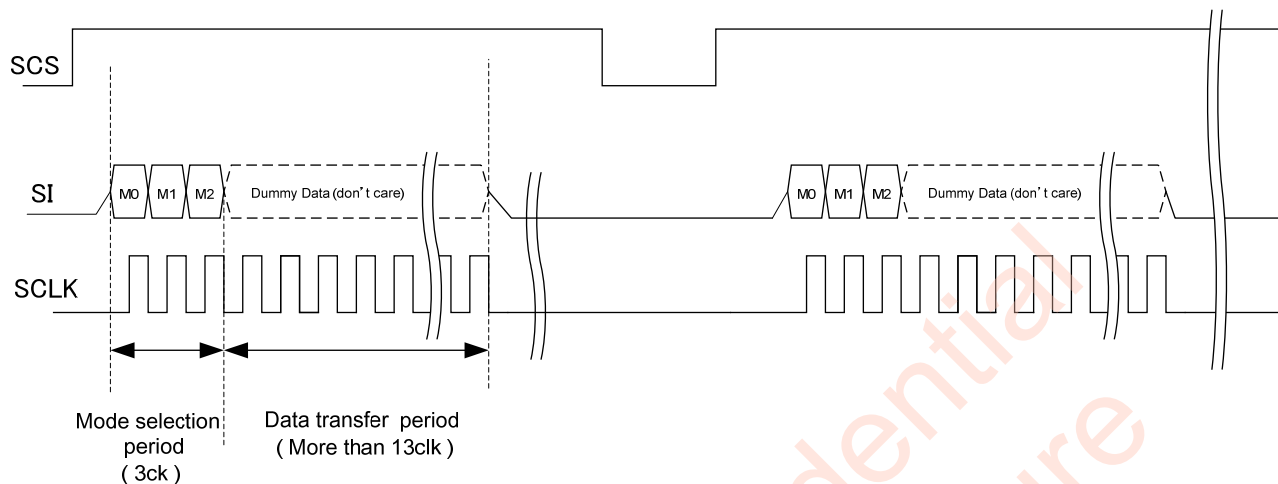 SCS
SI
M0 M1 M2 Dummy Data (don't care)
M0 M1 M2 Dummy Data (don't care)
SCLK
Mode selection
period
( 3ck )
Data transfer period
( More than 13clk )